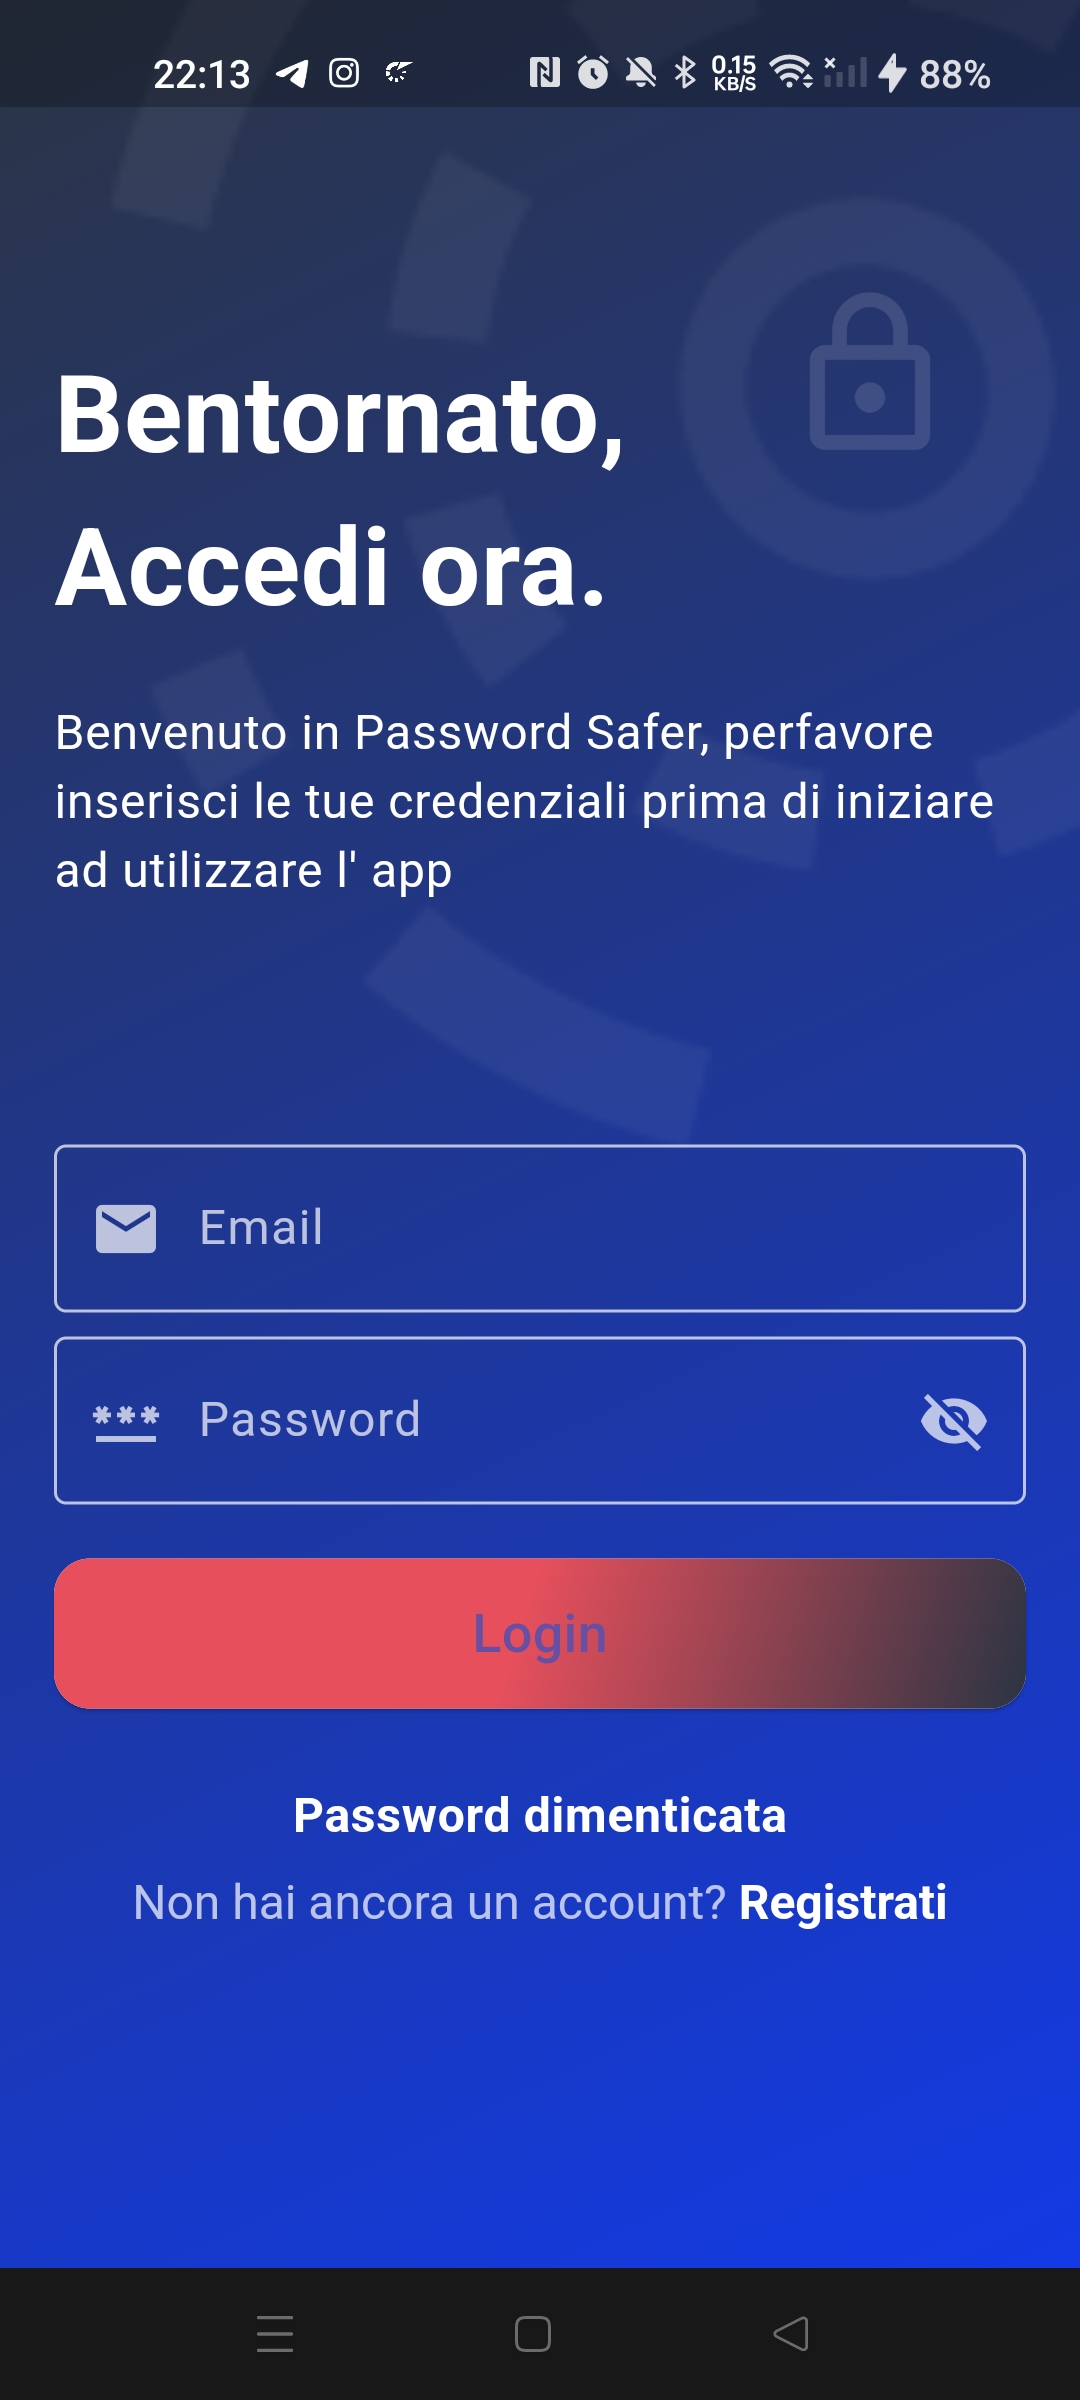 22:13 0.15 KB/S 88%
Bentornato,
Accedi ora.
Benvenuto in Password Safer, perfavore
inserisci le tue credenziali prima di iniziare
ad utilizzare l' app
Email
Password
Login
Password dimenticata
Non hai ancora un account? Registrati